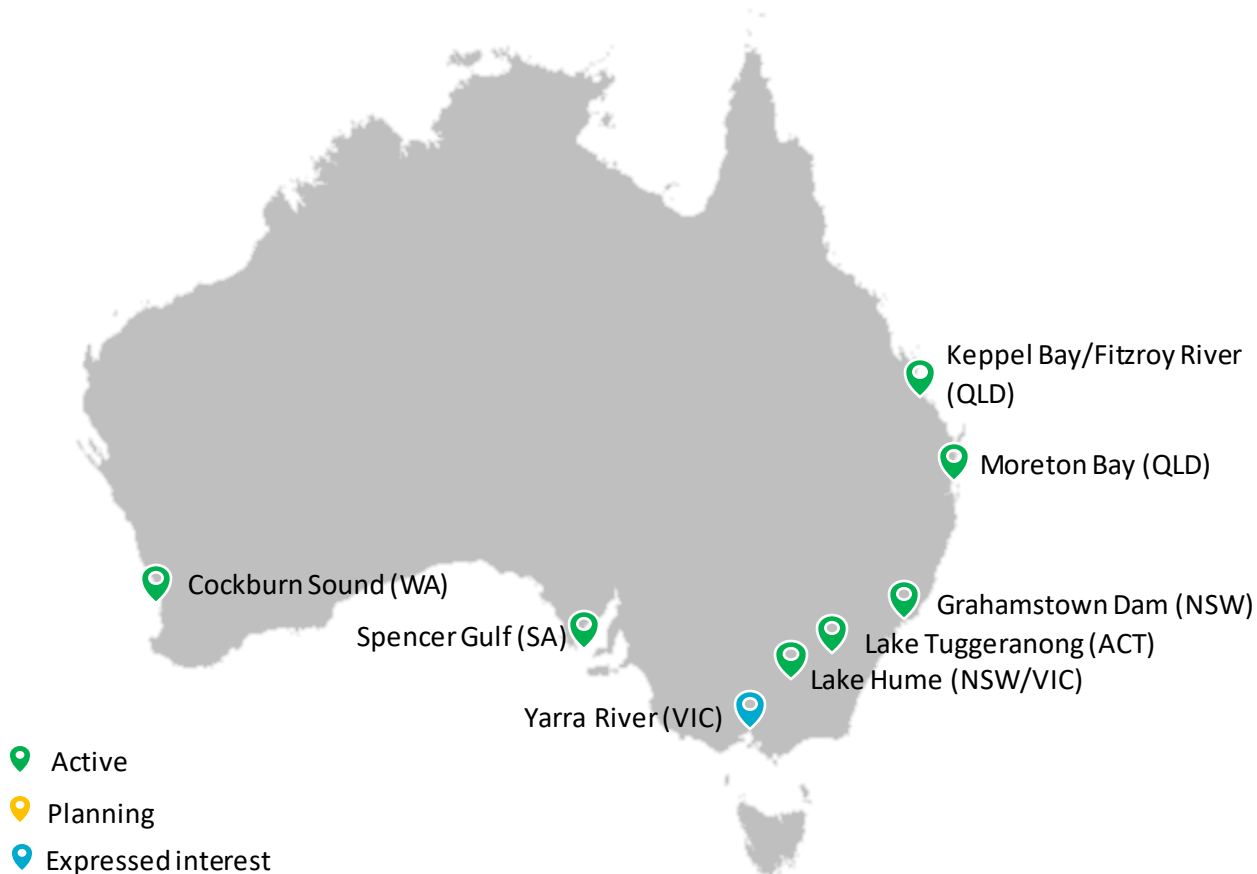 Keppel Bay/Fitzroy River
(QLD)
Moreton Bay (QLD)
Cockburn Sound (WA)
Grahamstown Dam (NSW)
Spencer Gulf (SA)
Lake Tuggeranong (ACT)
Lake Hume (NSW/VIC)
Yarra River (VIC)
Active
Planning
Expressed interest